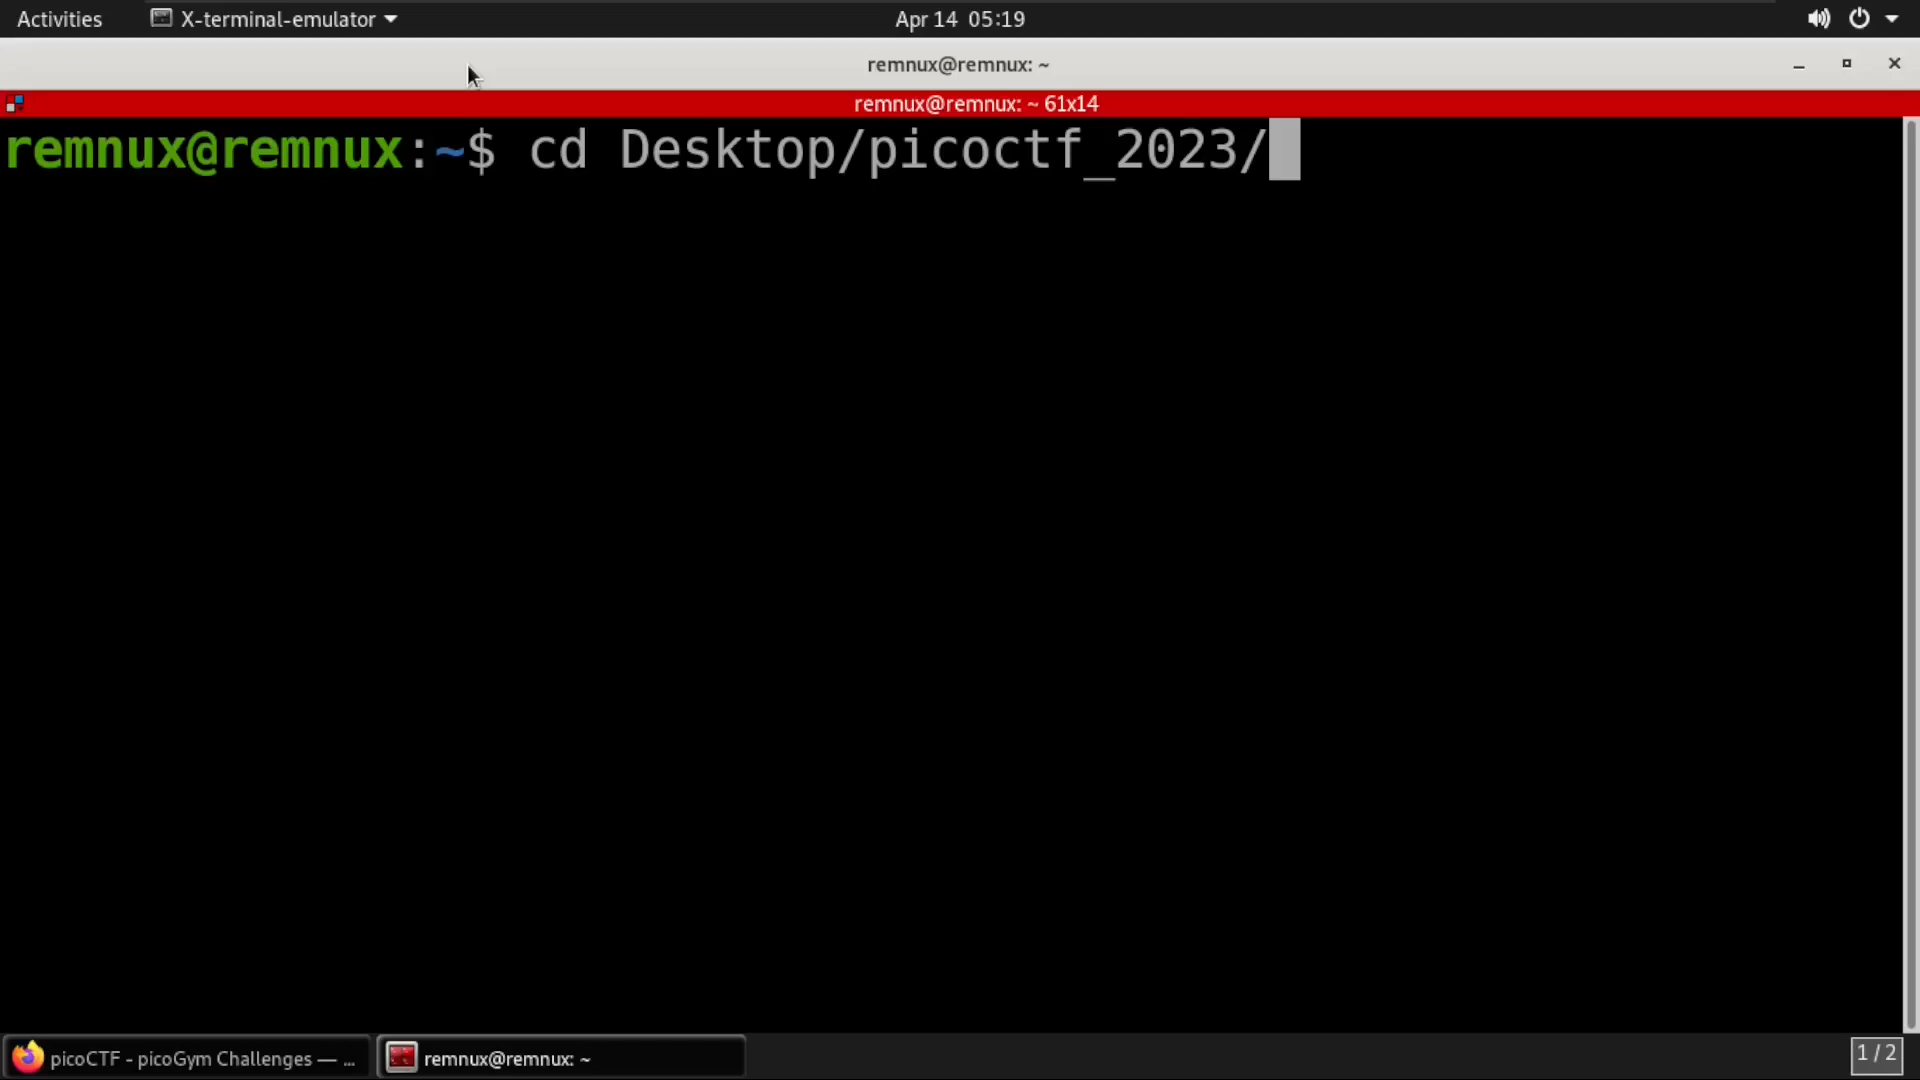 Activities X-terminal-emulator Apr 14 05:19
remnux@remnux: ~
remnux@remnux: ~ 61x14
remnux@remnux:~$ cd Desktop/picoctf_2023/
picoCTF - picoGym Challenges — ... remnux@remnux: ~ 1 / 2